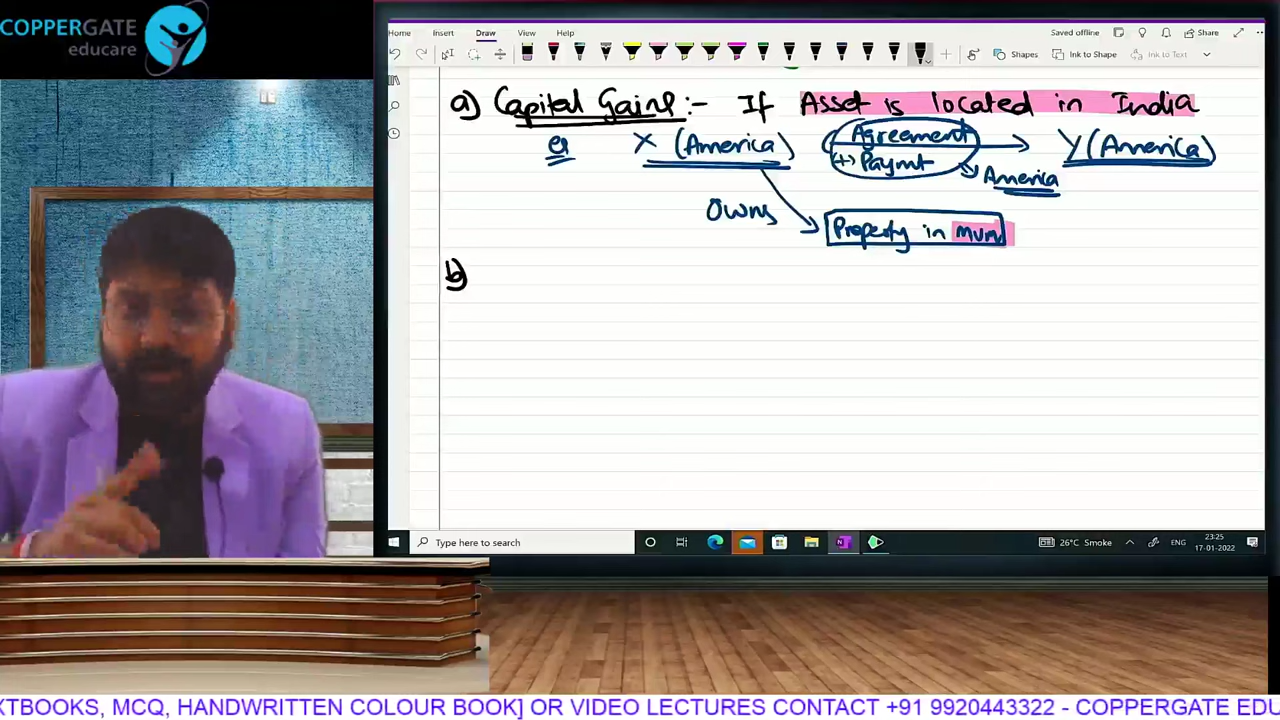 COPPERGATE
educare
Home Insert Draw View Help
Saved offline
Share
Shapes
Ink to Shape
Ink to Text
a) Capital Gains:- If Asset is located in India
eg X (America) Agreement Y (America)
(+) Paymt America
Owns
Property in mum
b)
Type here to search
26°C Smoke
ENG
23:25
17-01-2022
XTBOOKS, MCQ, HANDWRITTEN COLOUR BOOK] OR VIDEO LECTURES CONTACT +91 9920443322 - COPPERGATE EDU